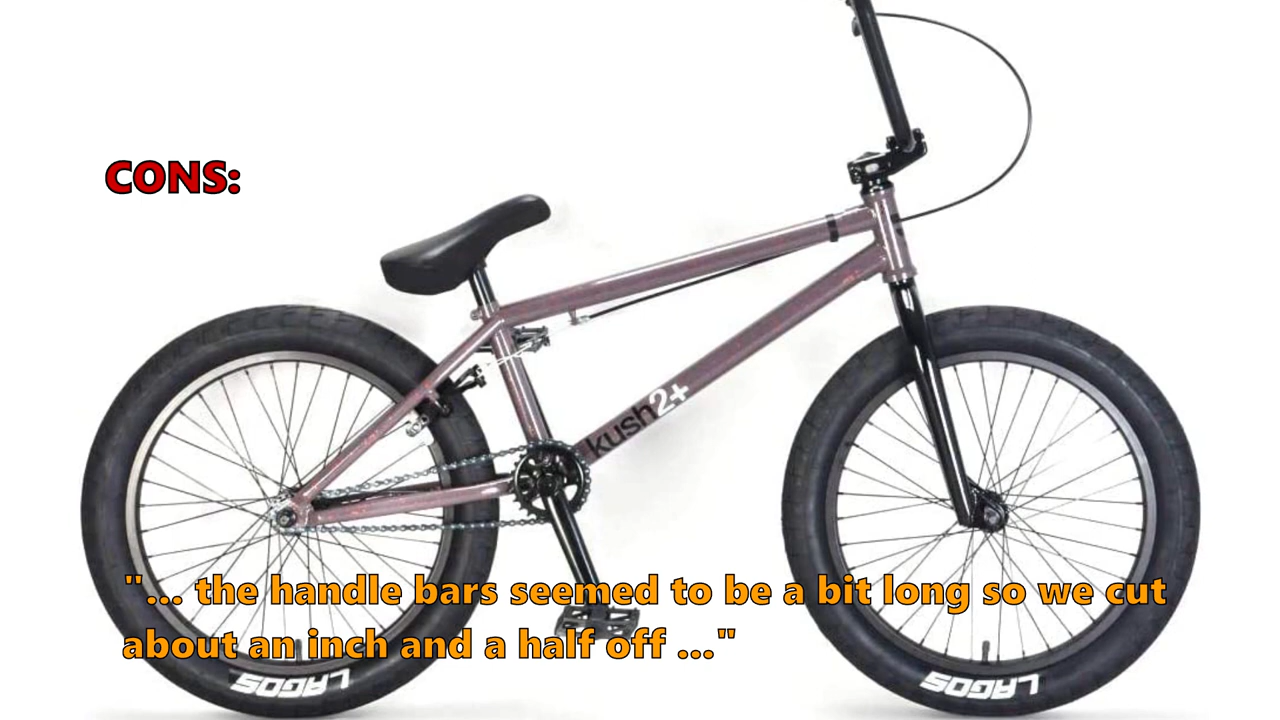 CONS:
kush2+
"... the handle bars seemed to be a bit long so we cut
about an inch and a half off ..."
LAGOS
LAGOS